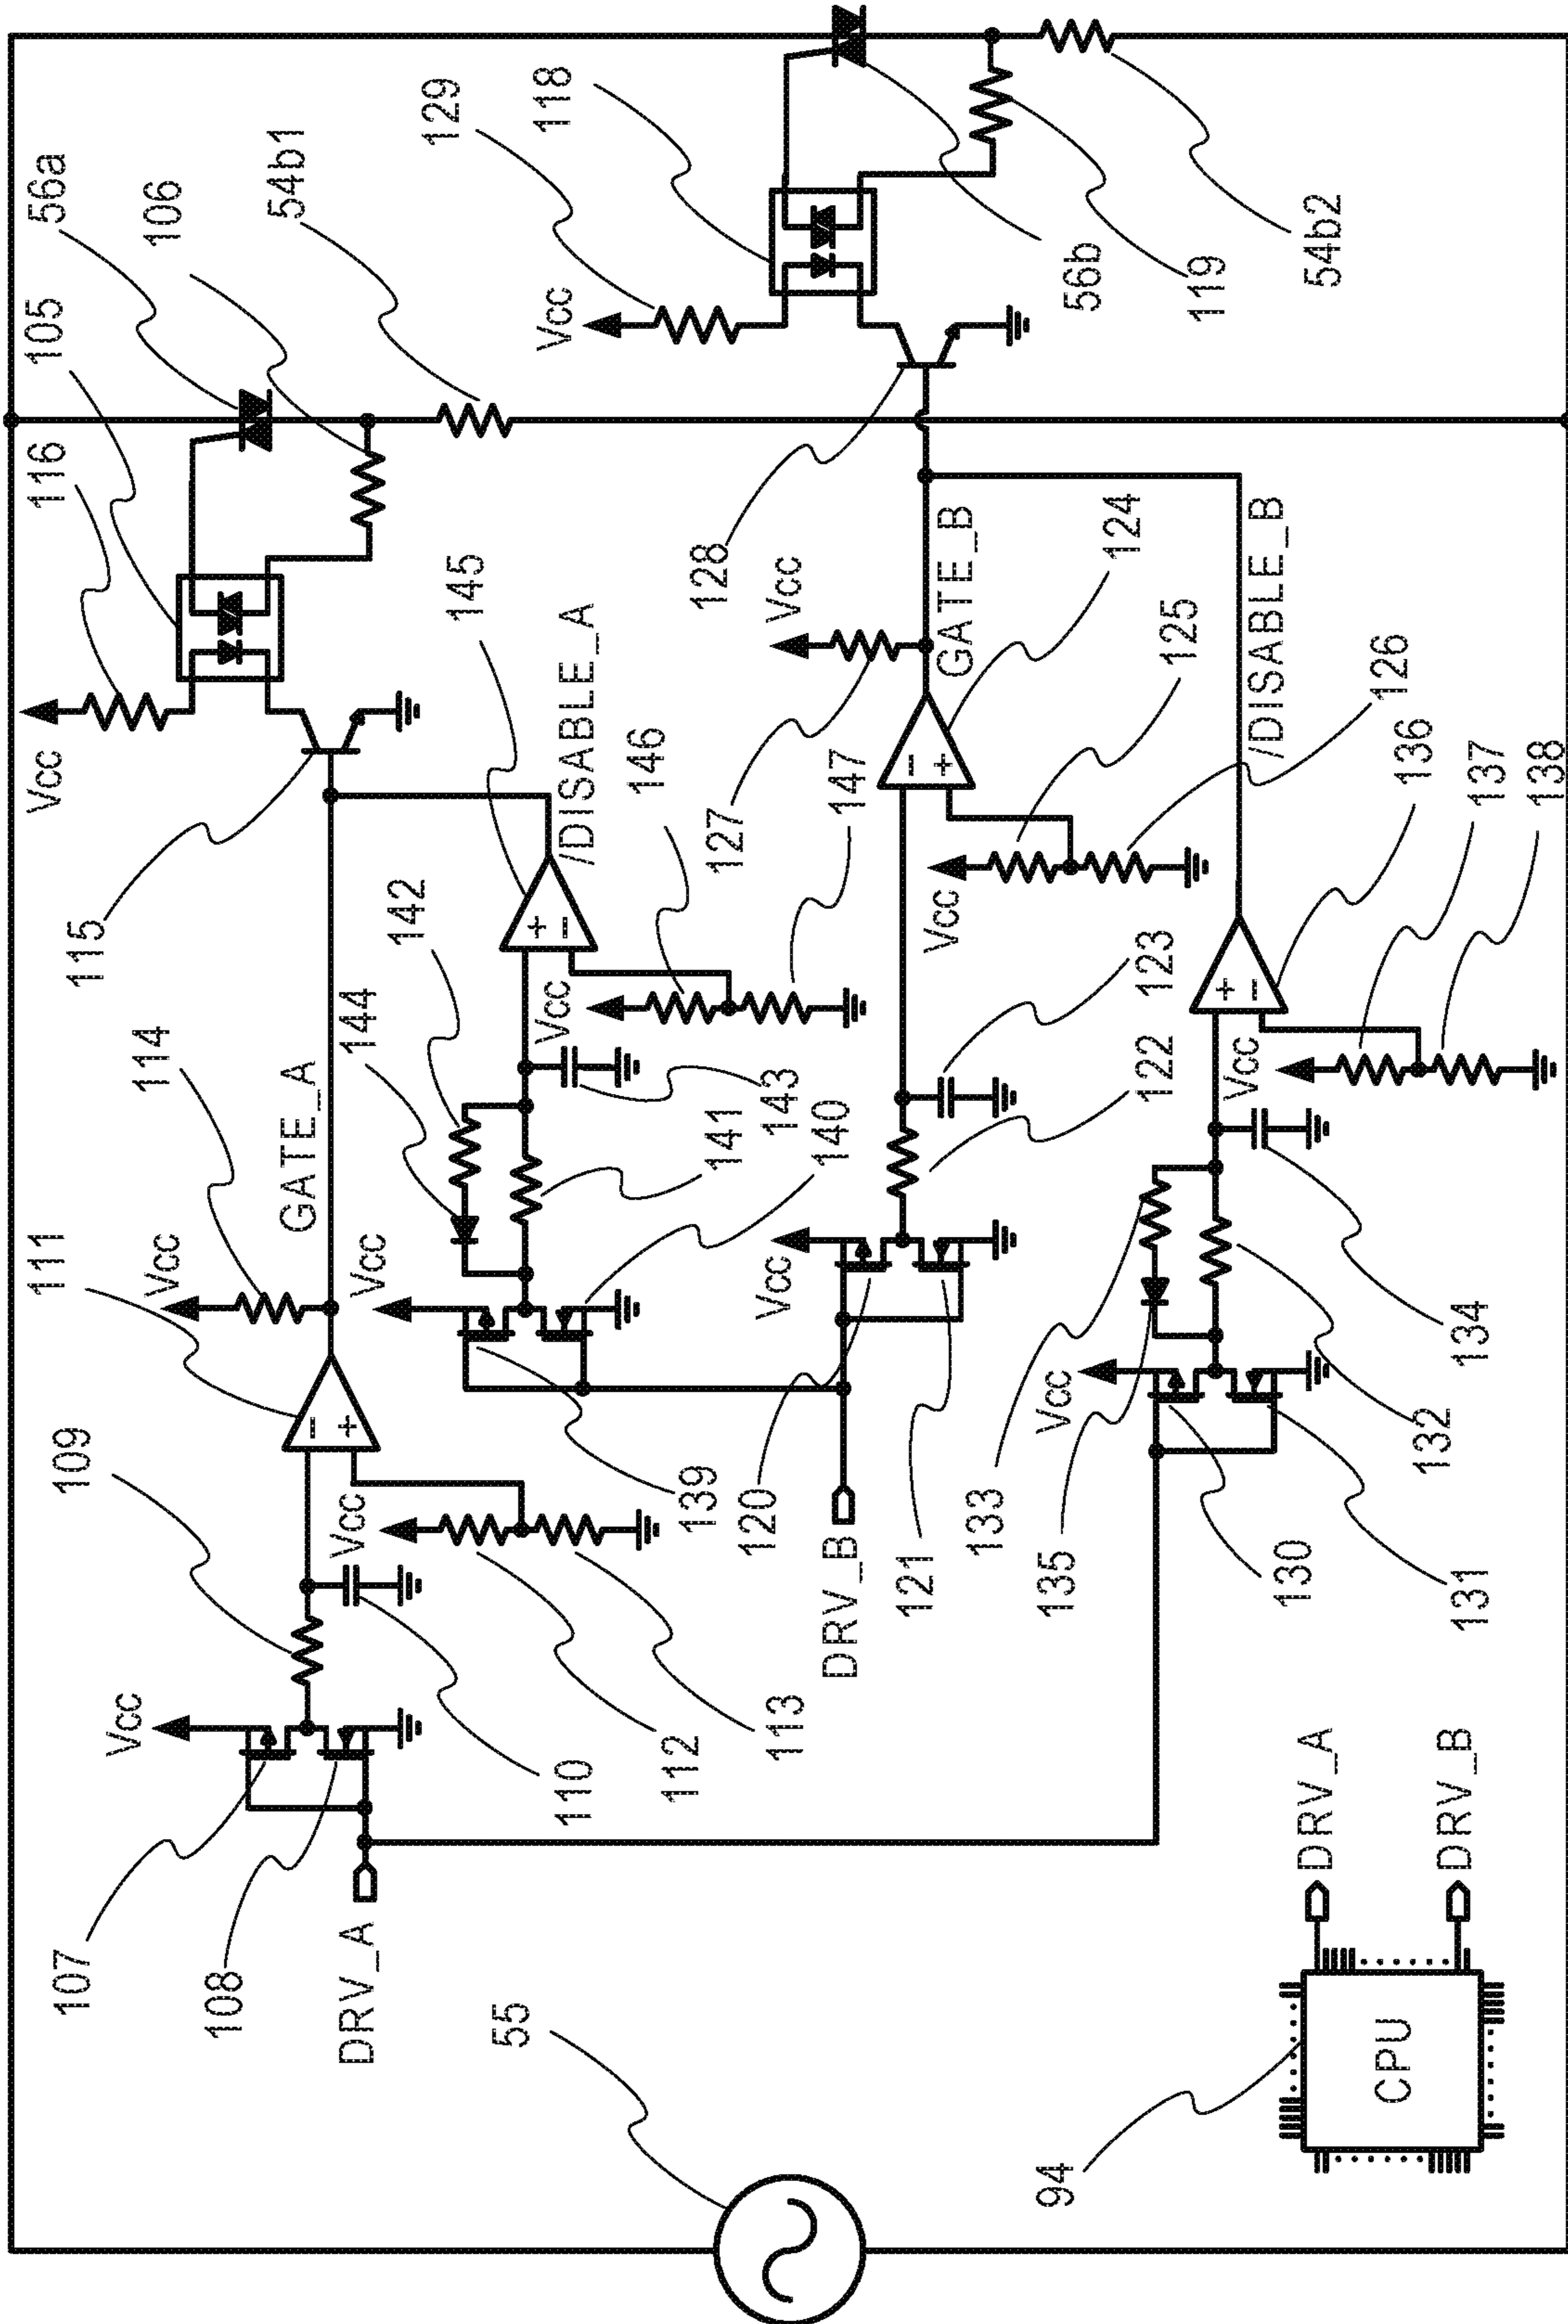 Vcc
116
105
56a
106
54b1
129
118
Vcc
56b
119
54b2
115
145
/DISABLE_A
146
147
142
144
Vcc
143
141
140
114
Vcc
GATE_A
111
Vcc
109
Vcc
112
113
139
Vcc
107
108
110
DRV_A
128
Vcc
GATE_B
124
127
125
Vcc
126
123
122
Vcc
120
121
DRV_B
/DISABLE_B
136
137
138
Vcc
134
132
133
135
Vcc
130
131
55
94
CPU
DRV_A
DRV_B
− +
+ −
− +
+ −